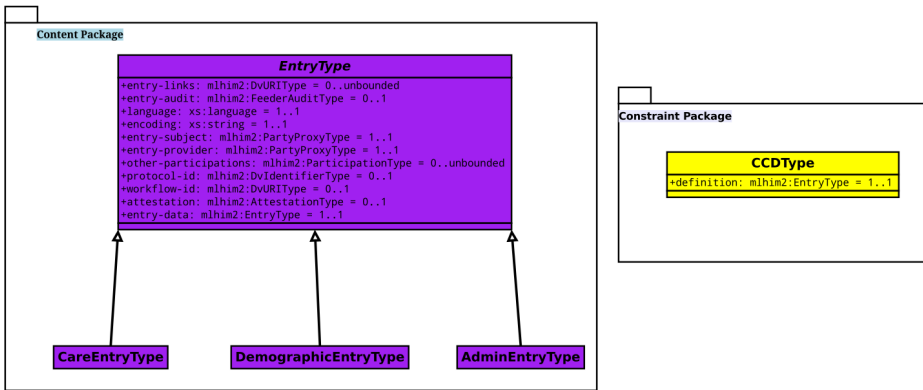 Content Package
EntryType
+entry-links: mlhim2:DvURIType = 0..unbounded
+entry-audit: mlhim2:FeederAuditType = 0..1
+language: xs:language = 1..1
+encoding: xs:string = 1..1
+entry-subject: mlhim2:PartyProxyType = 1..1
+entry-provider: mlhim2:PartyProxyType = 1..1
+other-participations: mlhim2:ParticipationType = 0..unbounded
+protocol-id: mlhim2:DvIdentifierType = 0..1
+workflow-id: mlhim2:DvURIType = 0..1
+attestation: mlhim2:AttestationType = 0..1
+entry-data: mlhim2:EntryType = 1..1
CareEntryType
DemographicEntryType
AdminEntryType
Constraint Package
CCDType
+definition: mlhim2:EntryType = 1..1